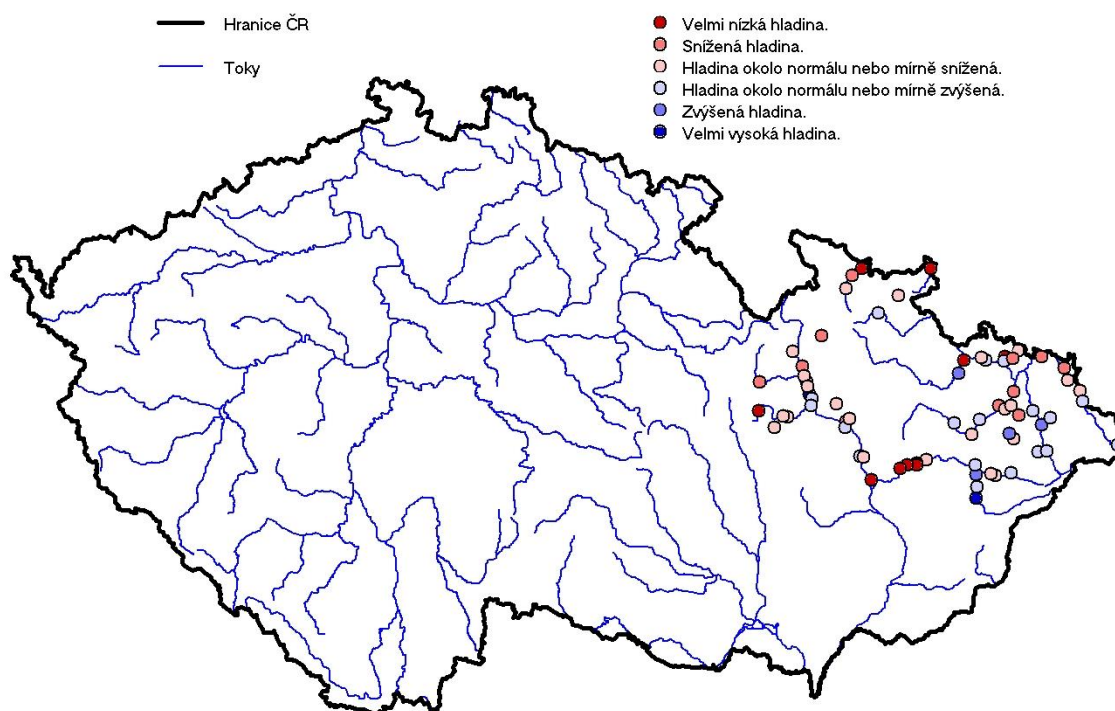 Hranice ČR
Toky
Velmi nízká hladina.
Snížená hladina.
Hladina okolo normálu nebo mírně snížená.
Hladina okolo normálu nebo mírně zvýšená.
Zvýšená hladina.
Velmi vysoká hladina.